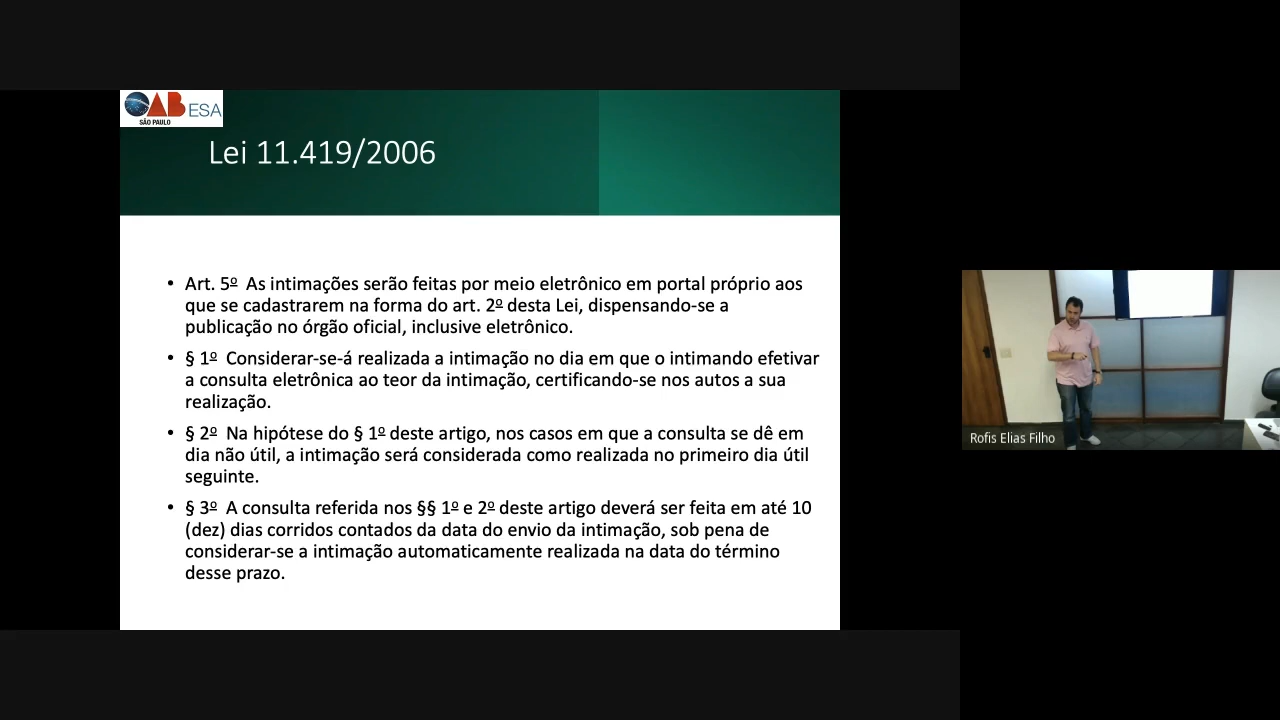 OAB ESA
SÃO PAULO
Lei 11.419/2006
• Art. 5º As intimações serão feitas por meio eletrônico em portal próprio aos
que se cadastrarem na forma do art. 2º desta Lei, dispensando-se a
publicação no órgão oficial, inclusive eletrônico.
• § 1º Considerar-se-á realizada a intimação no dia em que o intimando efetivar
a consulta eletrônica ao teor da intimação, certificando-se nos autos a sua
realização.
• § 2º Na hipótese do § 1º deste artigo, nos casos em que a consulta se dê em
dia não útil, a intimação será considerada como realizada no primeiro dia útil
seguinte.
• § 3º A consulta referida nos §§ 1º e 2º deste artigo deverá ser feita em até 10
(dez) dias corridos contados da data do envio da intimação, sob pena de
considerar-se a intimação automaticamente realizada na data do término
desse prazo.
Rofis Elias Filho